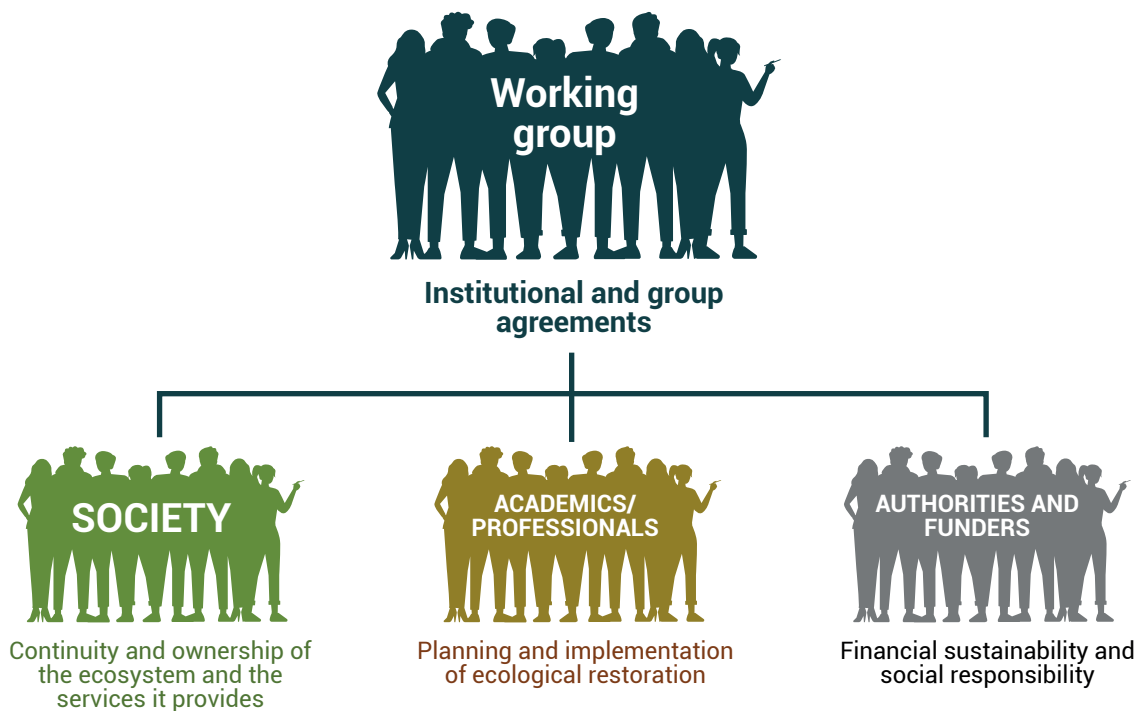 Working
group
Institutional and group
agreements
SOCIETY
ACADEMICS/
PROFESSIONALS
AUTHORITIES AND
FUNDERS
Continuity and ownership of
the ecosystem and the
services it provides
Planning and implementation
of ecological restoration
Financial sustainability and
social responsibility